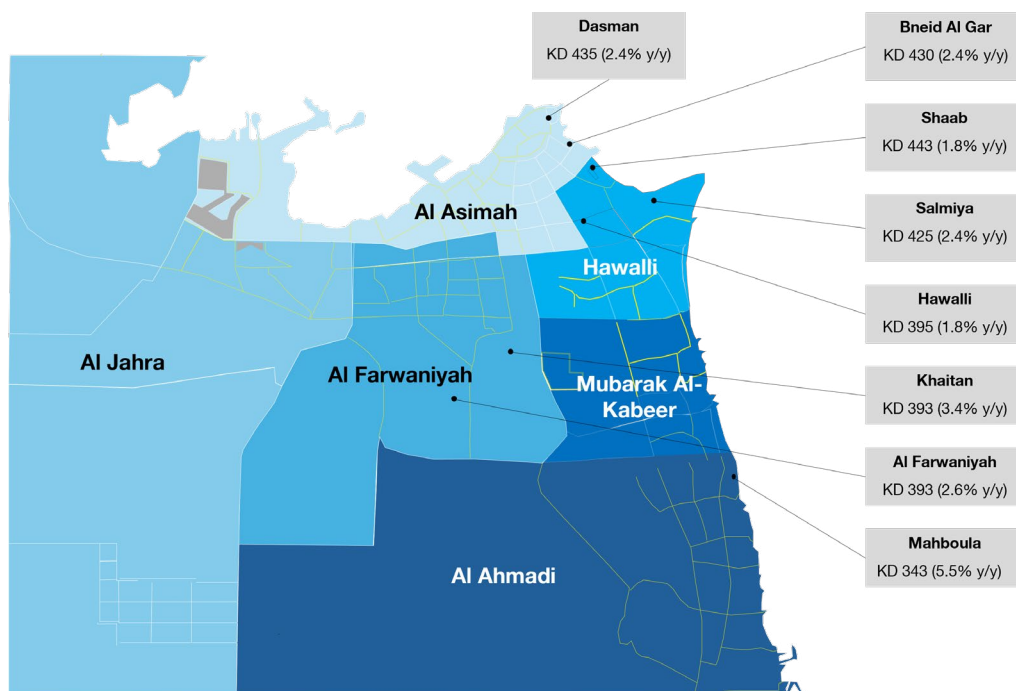 Dasman
KD 435 (2.4% y/y)
Bneid Al Gar
KD 430 (2.4% y/y)
Shaab
KD 443 (1.8% y/y)
Salmiya
KD 425 (2.4% y/y)
Hawalli
KD 395 (1.8% y/y)
Khaitan
KD 393 (3.4% y/y)
Al Farwaniyah
KD 393 (2.6% y/y)
Mahboula
KD 343 (5.5% y/y)
Al Asimah
Hawalli
Al Jahra
Al Farwaniyah
Mubarak Al-
Kabeer
Al Ahmadi